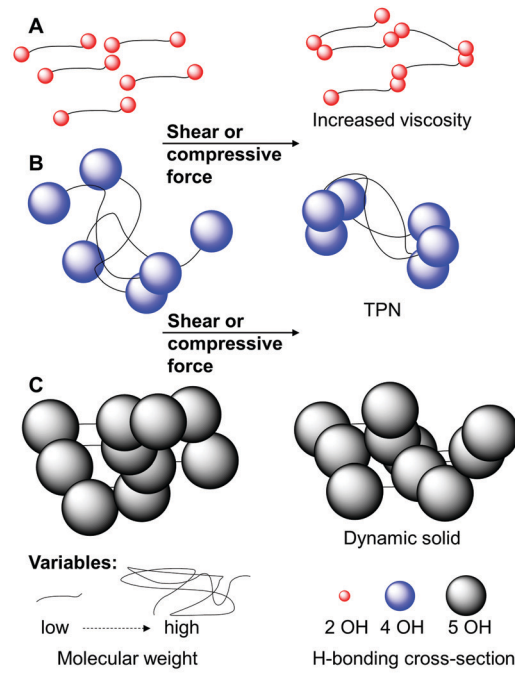 A
Increased viscosity
Shear or
compressive
force
B
TPN
Shear or
compressive
force
C
Dynamic solid
Variables:
low
high
2 OH 4 OH 5 OH
Molecular weight
H-bonding cross-section